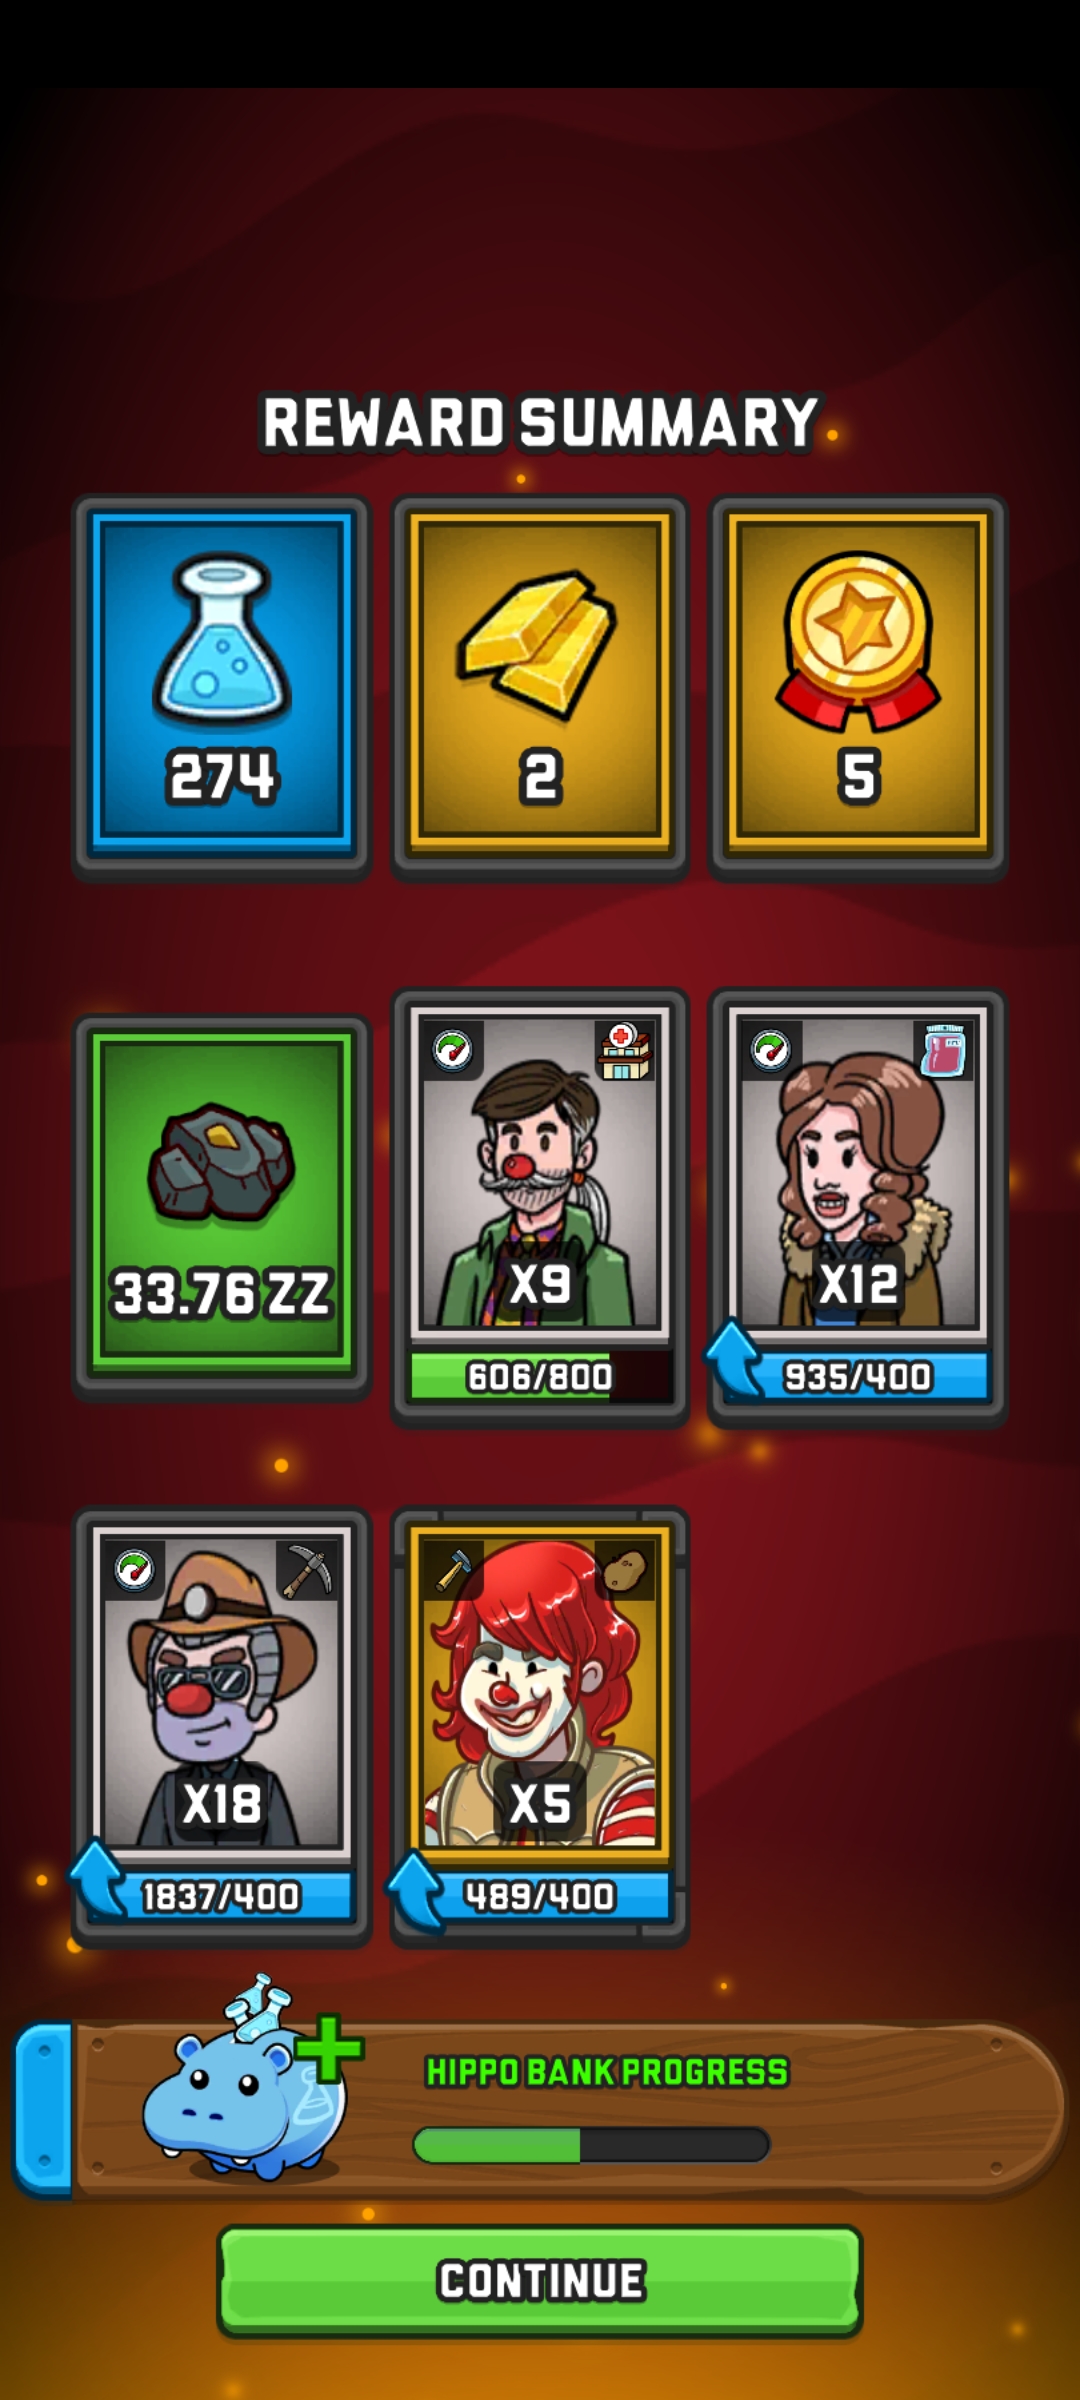 REWARD SUMMARY
274
2
5
33.76 ZZ
X9
606/800
X12
935/400
X18
1837/400
X5
489/400
HIPPO BANK PROGRESS
CONTINUE